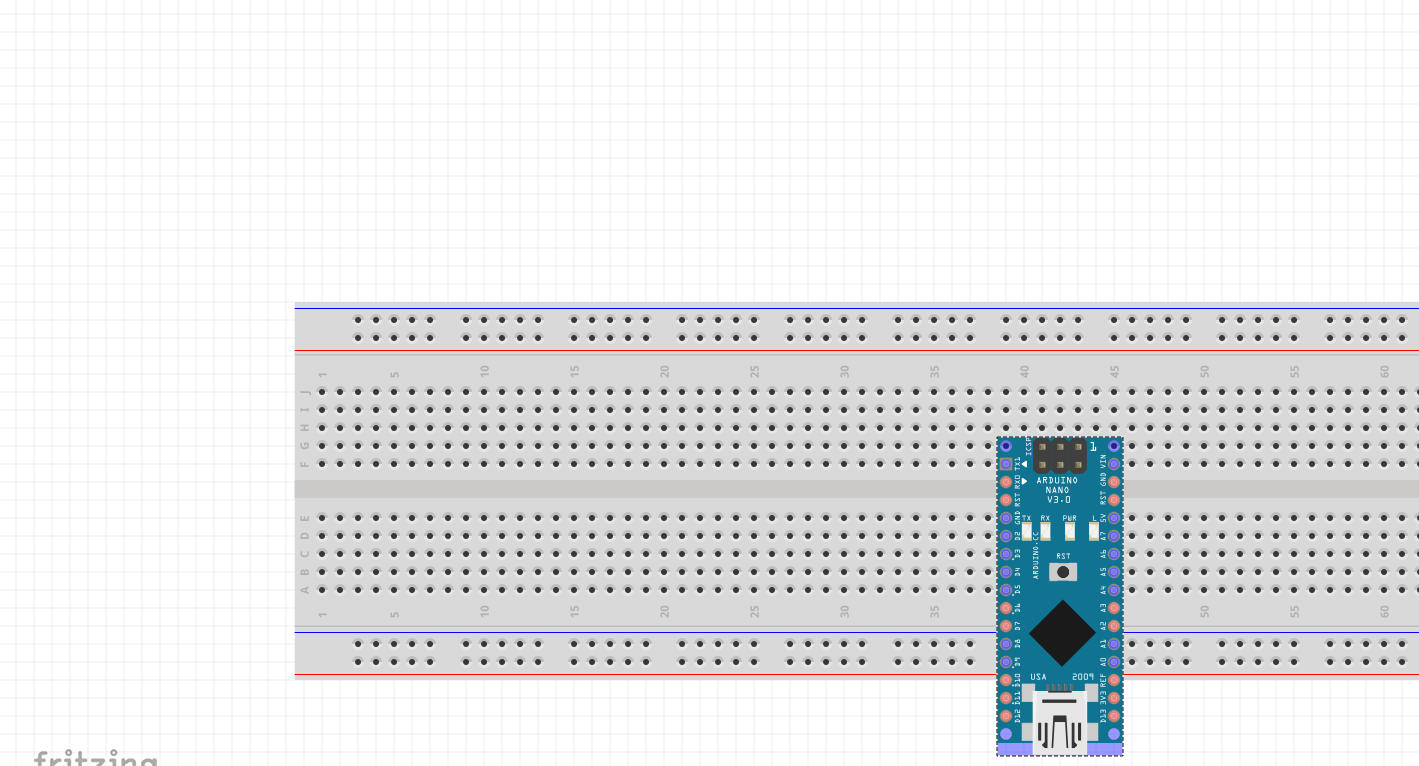 1 5 10 15 20 25 30 35 40 45 50 55 60
J
I
H
G
F
E
D
C
B
A
1 5 10 15 20 25 30 35 50 55 60
ICSP
1
TX1
RX0
RST
GND
D2
D3
D4
D5
D6
D7
D8
D9
D10
D11
D12
VIN
GND
RST
5V
A7
A6
A5
A4
A3
A2
A1
A0
REF
3V3
D13
ARDUINO
NANO
V3.0
TX RX PWR L
ARDUINO.CC
RST
USA 2009
fritzing